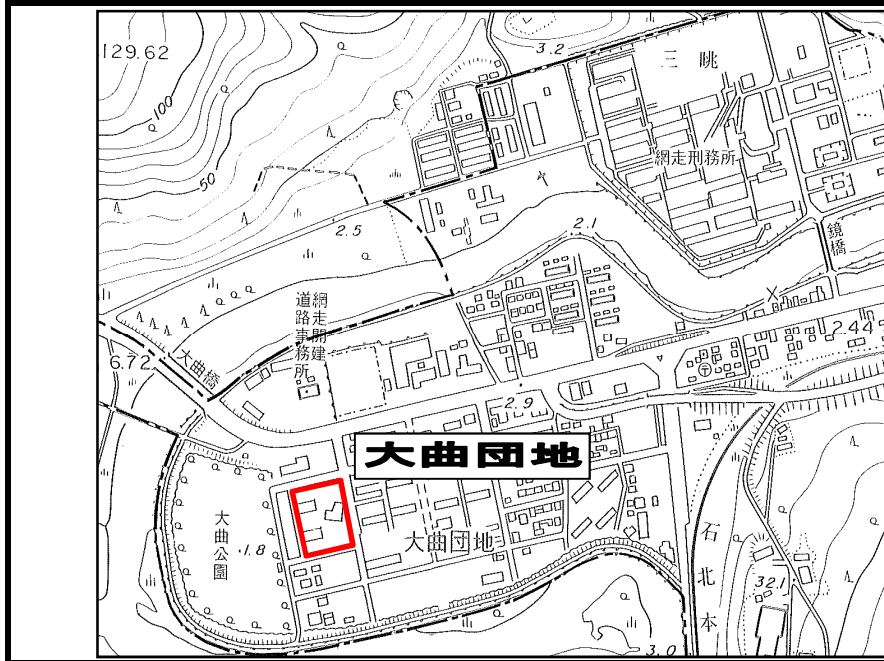 129.62
3.2
三眺
100
網走刑務所
50
2.1
2.5
鏡橋
網走開建
道路事務所
2.44
6.72
大曲橋
2.9
大曲団地
大曲公園
1.8
大曲団地
石北本
32.1
3.0